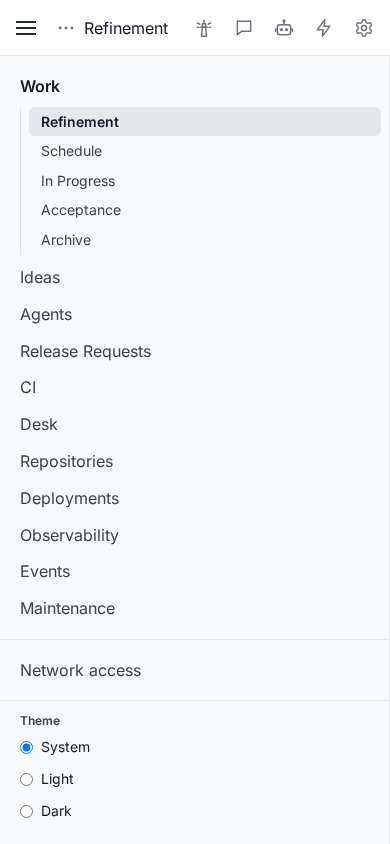 Refinement
Work
Refinement
Schedule
In Progress
Acceptance
Archive
Ideas
Agents
Release Requests
CI
Desk
Repositories
Deployments
Observability
Events
Maintenance
Network access
Theme
System
Light
Dark